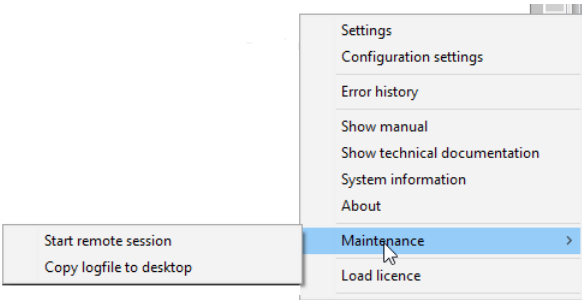 Settings
Configuration settings
Error history
Show manual
Show technical documentation
System information
About
Maintenance
Start remote session
Copy logfile to desktop
Load licence